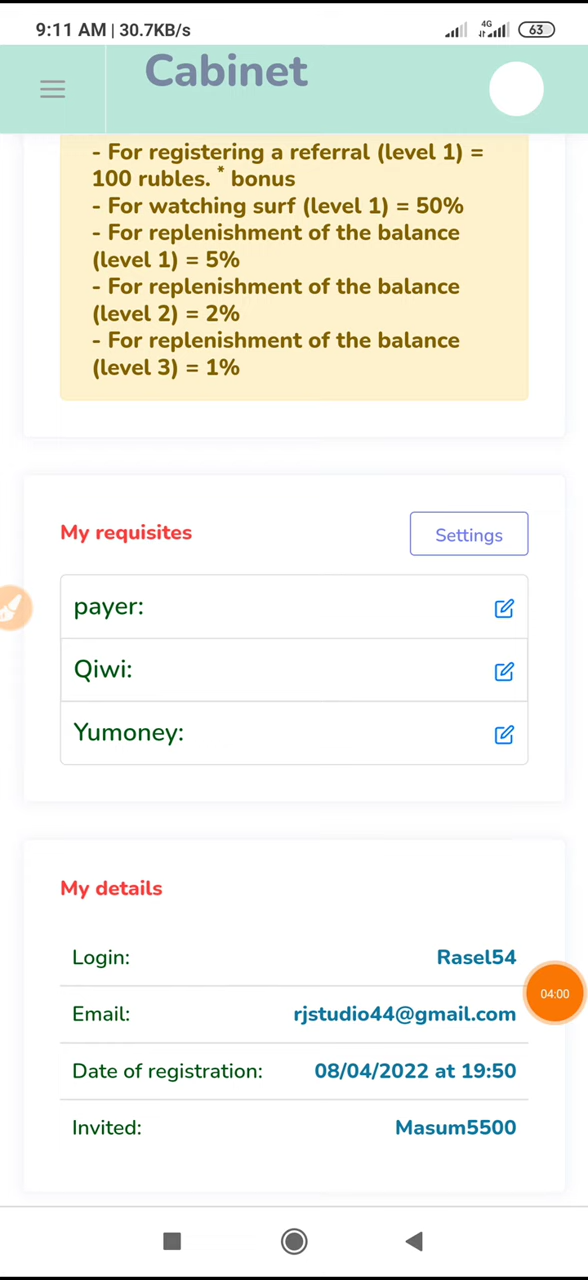 9:11 AM | 30.7KB/s 4G 63
Cabinet
- For registering a referral (level 1) =
100 rubles. * bonus
- For watching surf (level 1) = 50%
- For replenishment of the balance
(level 1) = 5%
- For replenishment of the balance
(level 2) = 2%
- For replenishment of the balance
(level 3) = 1%
My requisites Settings
payer:
Qiwi:
Yumoney:
My details
Login: Rasel54
04:00
Email: rjstudio44@gmail.com
Date of registration: 08/04/2022 at 19:50
Invited: Masum5500